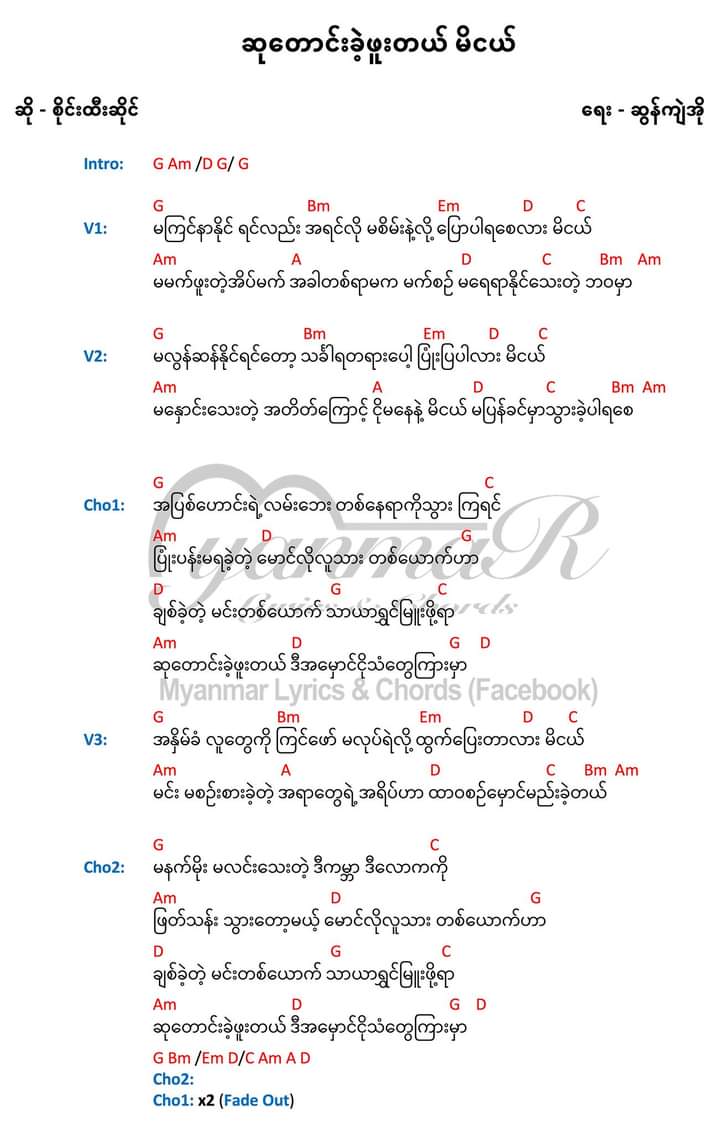 ဆုတောင်းခဲ့ဖူးတယ် မိငယ်
ဆို - စိုင်းထီးဆိုင် ရေး - ဆွန်ကျဲအို
Intro: G Am /D G/ G
G Bm Em D C
V1: မကြင်နာနိုင် ရင်လည်း အရင်လို မစိမ်းနဲ့လို့ ပြောပါရစေလား မိငယ်
Am A D C Bm Am
မမက်ဖူးတဲ့အိပ်မက် အခါတစ်ရာမက မက်စဉ် မရေရာနိုင်သေးတဲ့ ဘဝမှာ
G Bm Em D C
V2: မလွန်ဆန်နိုင်ရင်တော့ သင်္ခါရတရားပေါ့ ပြုံးပြပါလား မိငယ်
Am A D C Bm Am
မနှောင်းသေးတဲ့ အတိတ်ကြောင့် ငိုမနေနဲ့ မိငယ် မပြန်ခင်မှာသွားခဲ့ပါရစေ
G C
Cho1: အပြစ်ဟောင်းရဲ့ လမ်းဘေး တစ်နေရာကိုသွား ကြရင်
Am D G
ပြုံးပန်းမရခဲ့တဲ့ မောင်လိုလူသား တစ်ယောက်ဟာ
D G C
ချစ်ခဲ့တဲ့ မင်းတစ်ယောက် သာယာရွှင်မြူးဖို့ရာ
Am D G D
ဆုတောင်းခဲ့ဖူးတယ် ဒီအမှောင်ငိုသံတွေကြားမှာ
MyanmaR
Lyrics & Chords
Myanmar Lyrics & Chords (Facebook)
G Bm Em D C
V3: အနှိမ်ခံ လူတွေကို ကြင်ဖော် မလုပ်ရဲလို့ ထွက်ပြေးတာလား မိငယ်
Am A D C Bm Am
မင်း မစဉ်းစားခဲ့တဲ့ အရာတွေရဲ့ အရိပ်ဟာ ထာဝစဉ်မှောင်မည်းခဲ့တယ်
G C
Cho2: မနက်မိုး မလင်းသေးတဲ့ ဒီကမ္ဘာ ဒီလောကကို
Am D G
ဖြတ်သန်း သွားတော့မယ့် မောင်လိုလူသား တစ်ယောက်ဟာ
D G C
ချစ်ခဲ့တဲ့ မင်းတစ်ယောက် သာယာရွှင်မြူးဖို့ရာ
Am D G D
ဆုတောင်းခဲ့ဖူးတယ် ဒီအမှောင်ငိုသံတွေကြားမှာ
G Bm /Em D/C Am A D
Cho2:
Cho1: x2 (Fade Out)